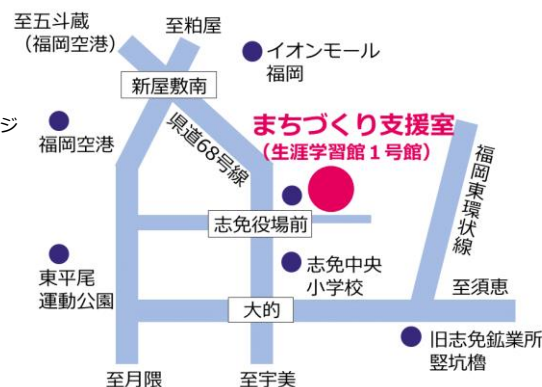 至五斗蔵
（福岡空港）
至粕屋
イオンモール
福岡
新屋敷南
ジ
福岡空港
県道68号線
まちづくり支援室
（生涯学習館１号館）
福岡東環状線
志免役場前
東平尾
運動公園
志免中央
小学校
至須恵
大的
旧志免鉱業所
竪坑櫓
至月隈
至宇美